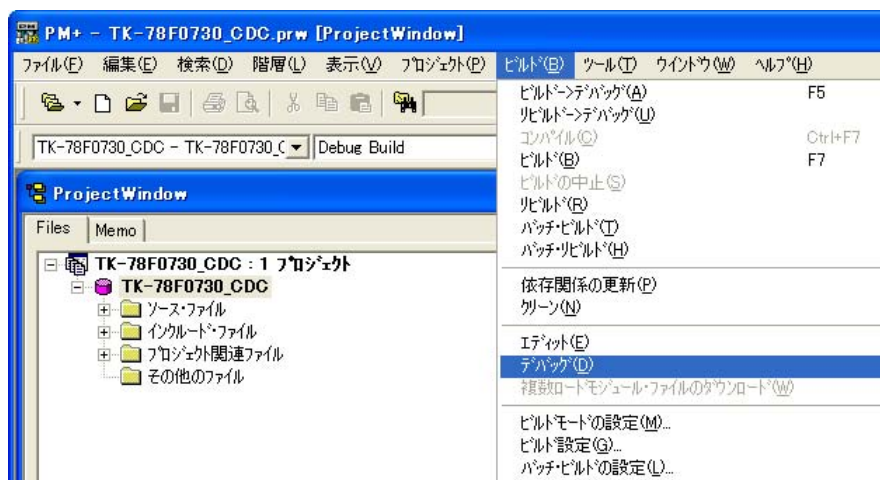 PM+ - TK-78F0730_CDC.prw [ProjectWindow]
ファイル(F) 編集(E) 検索(D) 階層(L) 表示(V) プロジェクト(P) ビルド(B) ツール(T) ウインドウ(W) ヘルプ(H)
TK-78F0730_CDC - TK-78F0730_C Debug Build
ProjectWindow
Files Memo
TK-78F0730_CDC : 1 プロジェクト
TK-78F0730_CDC
ソース・ファイル
インクルード・ファイル
プロジェクト関連ファイル
その他のファイル
ビルド->デバッグ(A) F5
リビルド->デバッグ(U)
コンパイル(C) Ctrl+F7
ビルド(B) F7
ビルドの中止(S)
リビルド(R)
バッチ・ビルド(T)
バッチ・リビルド(H)
依存関係の更新(P)
クリーン(N)
エディット(E)
デバッグ(D)
複数ロードモジュール・ファイルのダウンロード(W)
ビルドモードの設定(M)...
ビルド設定(G)...
バッチ・ビルドの設定(L)...